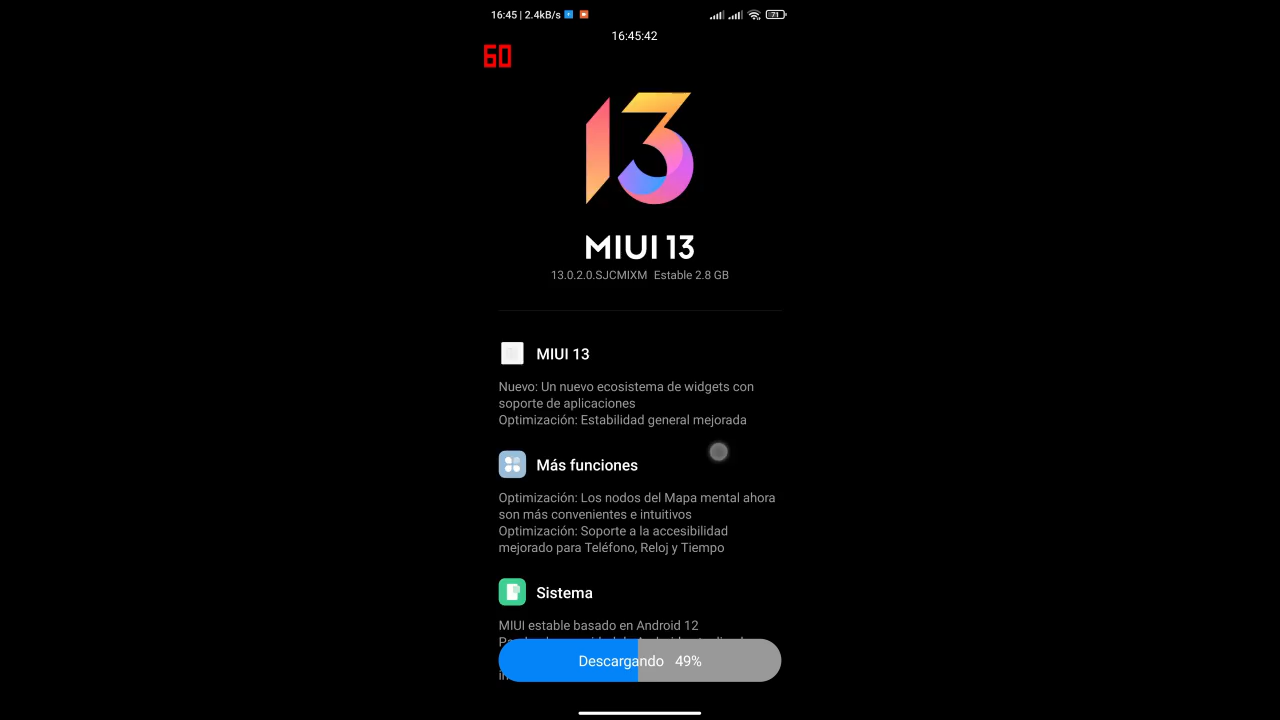 16:45 | 2.4kB/s
71
16:45:42
60
13
MIUI 13
13.0.2.0.SJCMIXM Estable 2.8 GB
MIUI 13
Nuevo: Un nuevo ecosistema de widgets con
soporte de aplicaciones
Optimización: Estabilidad general mejorada
Más funciones
Optimización: Los nodos del Mapa mental ahora
son más convenientes e intuitivos
Optimización: Soporte a la accesibilidad
mejorado para Teléfono, Reloj y Tiempo
Sistema
MIUI estable basado en Android 12
Descargando 49%